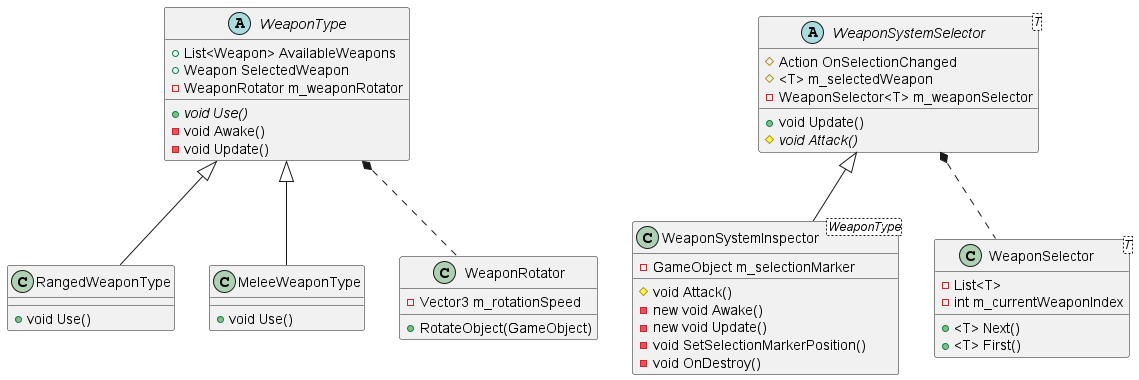 A WeaponType
List<Weapon> AvailableWeapons
Weapon SelectedWeapon
WeaponRotator m_weaponRotator
void Use()
void Awake()
void Update()
C RangedWeaponType
void Use()
C MeleeWeaponType
void Use()
C WeaponRotator
Vector3 m_rotationSpeed
RotateObject(GameObject)
T
A WeaponSystemSelector
Action OnSelectionChanged
<T> m_selectedWeapon
WeaponSelector<T> m_weaponSelector
void Update()
void Attack()
WeaponType
C WeaponSystemInspector
GameObject m_selectionMarker
void Attack()
new void Awake()
new void Update()
void SetSelectionMarkerPosition()
void OnDestroy()
T
C WeaponSelector
List<T>
int m_currentWeaponIndex
<T> Next()
<T> First()